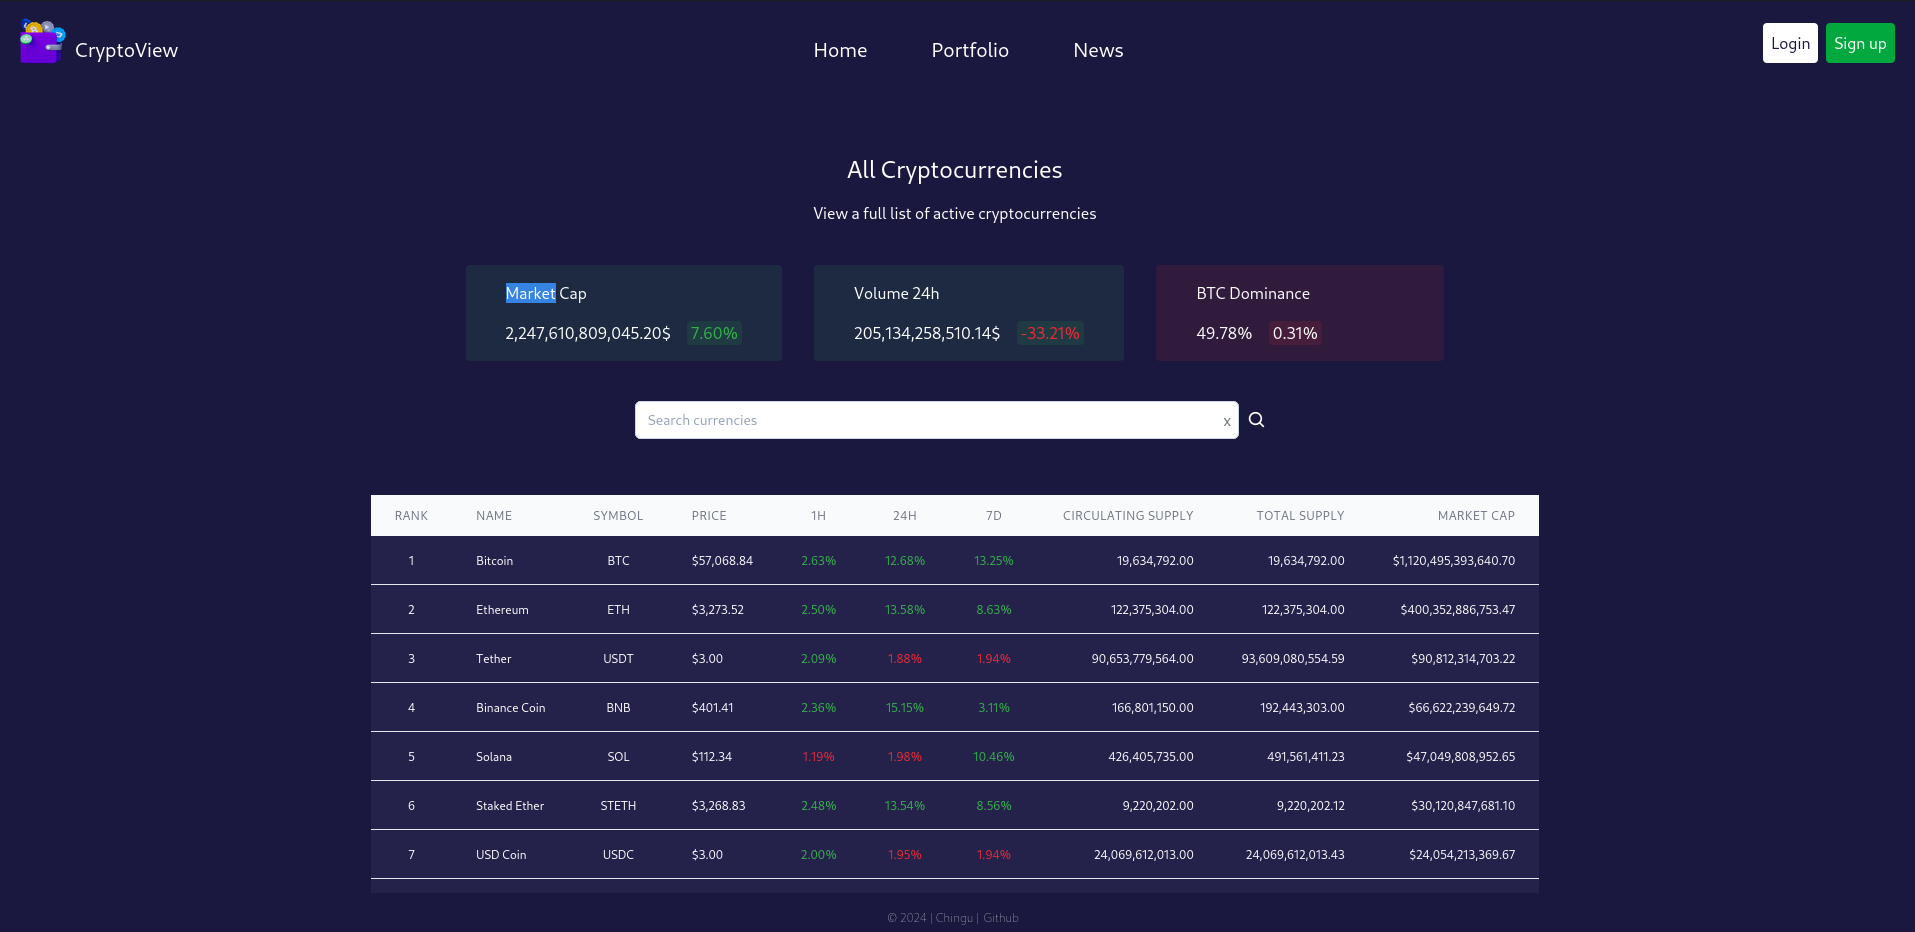 CryptoView
Home Portfolio News
Login Sign up
All Cryptocurrencies
View a full list of active cryptocurrencies
Market Cap
2,247,610,809,045.20$ 7.60%
Volume 24h
205,134,258,510.14$ -33.21%
BTC Dominance
49.78% 0.31%
Search currencies x
RANK NAME SYMBOL PRICE 1H 24H 7D CIRCULATING SUPPLY TOTAL SUPPLY MARKET CAP
1 Bitcoin BTC $57,068.84 2.63% 12.68% 13.25% 19,634,792.00 19,634,792.00 $1,120,495,393,640.70
2 Ethereum ETH $3,273.52 2.50% 13.58% 8.63% 122,375,304.00 122,375,304.00 $400,352,886,753.47
3 Tether USDT $3.00 2.09% 1.88% 1.94% 90,653,779,564.00 93,609,080,554.59 $90,812,314,703.22
4 Binance Coin BNB $401.41 2.36% 15.15% 3.11% 166,801,150.00 192,443,303.00 $66,622,239,649.72
5 Solana SOL $112.34 1.19% 1.98% 10.46% 426,405,735.00 491,561,411.23 $47,049,808,952.65
6 Staked Ether STETH $3,268.83 2.48% 13.54% 8.56% 9,220,202.00 9,220,202.12 $30,120,847,681.10
7 USD Coin USDC $3.00 2.00% 1.95% 1.94% 24,069,612,013.00 24,069,612,013.43 $24,054,213,369.67
© 2024 | Chingu | Github